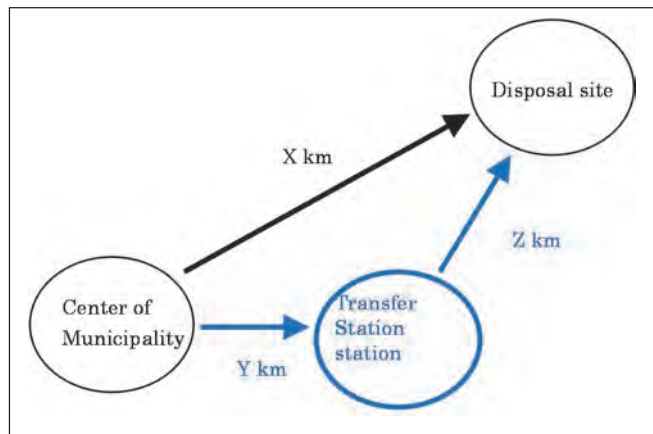 Disposal site
X km
Z km
Center of
Municipality
Transfer
Station
station
Y km